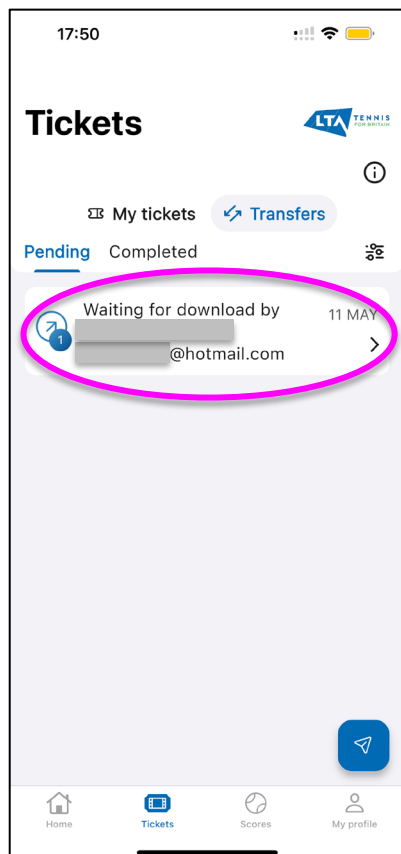 17:50
Tickets
LTA TENNIS
FOR BRITAIN
My tickets
Transfers
Pending
Completed
Waiting for download by
11 MAY
1
@hotmail.com
Home
Tickets
Scores
My profile